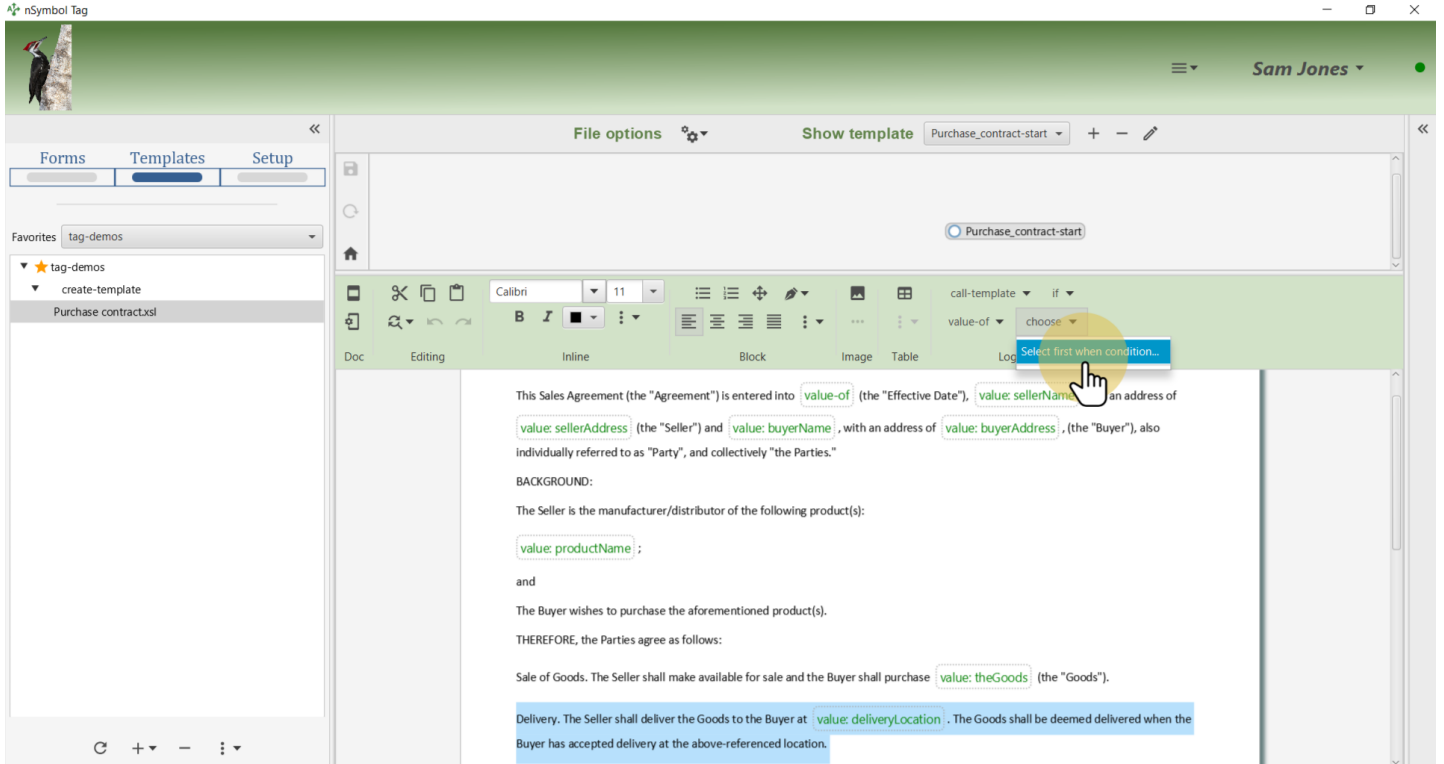 nSymbol Tag
Sam Jones
File options
Show template
Purchase_contract-start
Forms
Templates
Setup
Favorites
tag-demos
tag-demos
create-template
Purchase contract.xsl
Purchase_contract-start
Calibri
11
call-template
if
B
I
value-of
choose
Doc
Editing
Inline
Block
Image
Table
Log
Select first when condition...
This Sales Agreement (the "Agreement") is entered into value-of (the "Effective Date"), value: sellerName an address of
value: sellerAddress (the "Seller") and value: buyerName , with an address of value: buyerAddress , (the "Buyer"), also
individually referred to as "Party", and collectively "the Parties."
BACKGROUND:
The Seller is the manufacturer/distributor of the following product(s):
value: productName ;
and
The Buyer wishes to purchase the aforementioned product(s).
THEREFORE, the Parties agree as follows:
Sale of Goods. The Seller shall make available for sale and the Buyer shall purchase value: theGoods (the "Goods").
Delivery. The Seller shall deliver the Goods to the Buyer at value: deliveryLocation . The Goods shall be deemed delivered when the
Buyer has accepted delivery at the above-referenced location.